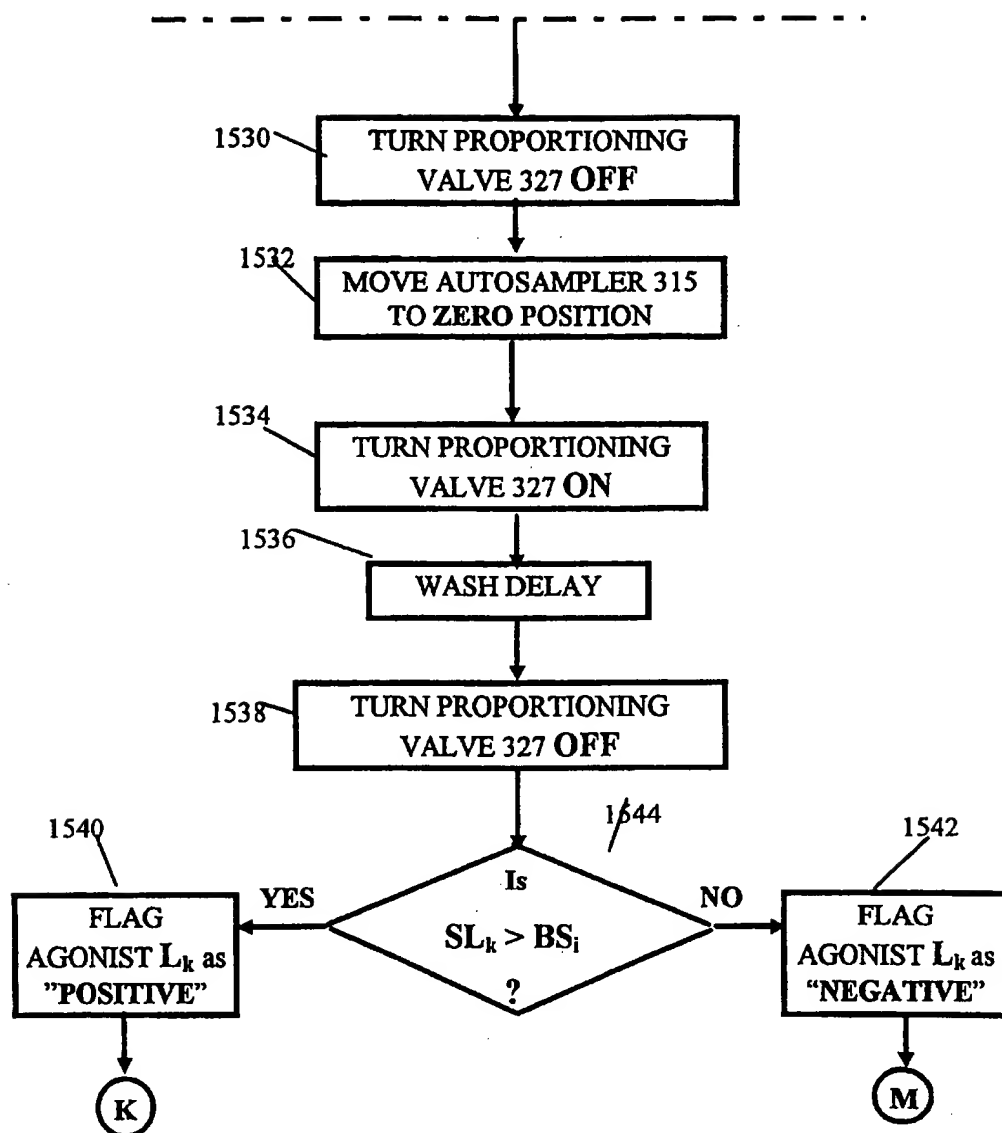 1530
TURN PROPORTIONING
VALVE 327 OFF
1532
MOVE AUTOSAMPLER 315
TO ZERO POSITION
1534
TURN PROPORTIONING
VALVE 327 ON
1536
WASH DELAY
1538
TURN PROPORTIONING
VALVE 327 OFF
1544
1540
1542
Is
SLk > BSi
?
YES
NO
FLAG
AGONIST Lk as
”POSITIVE”
FLAG
AGONIST Lk as
“NEGATIVE”
K
M